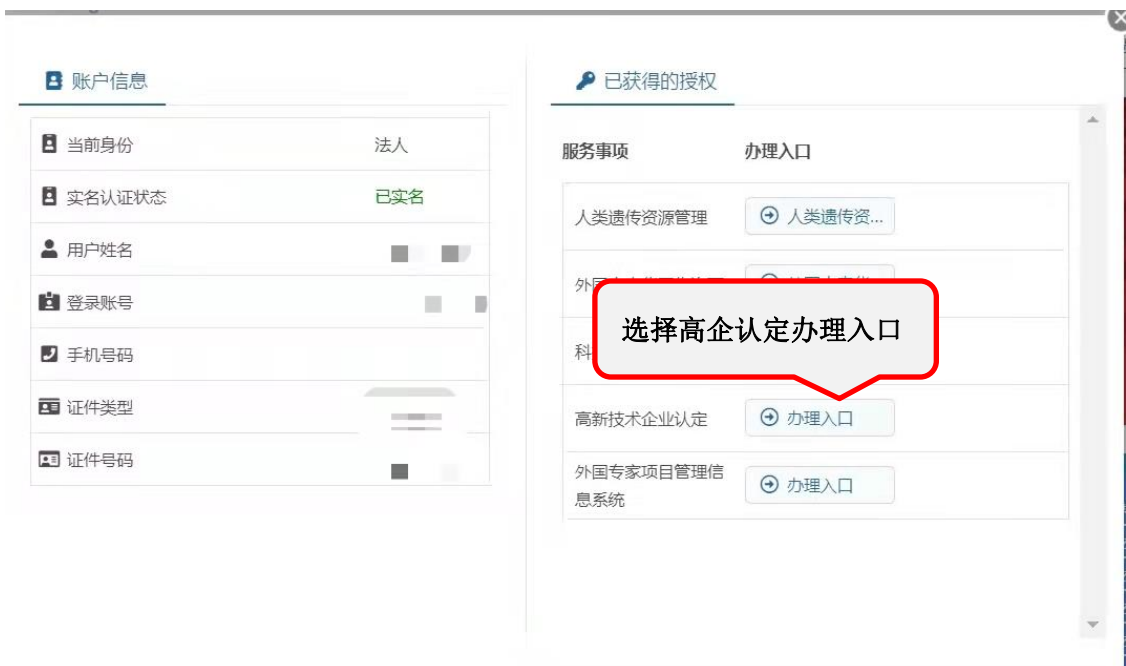 账户信息
当前身份
法人
实名认证状态
已实名
用户姓名
登录账号
手机号码
证件类型
证件号码
已获得的授权
服务事项
办理入口
人类遗传资源管理
人类遗传资...
外国
选择高企认定办理入口
科
高新技术企业认定
办理入口
外国专家项目管理信
息系统
办理入口